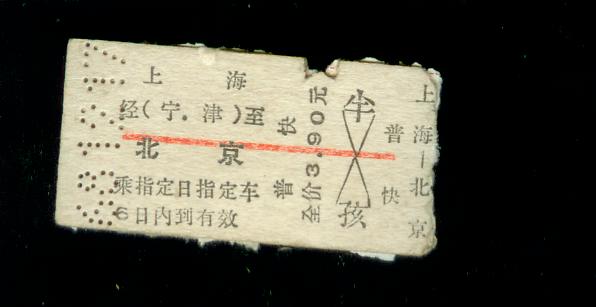 上海
经(宁.津)至
北京
乘指定日指定车
6日内到有效
普快
全价3.90元
半
孩
普快
上海—北京